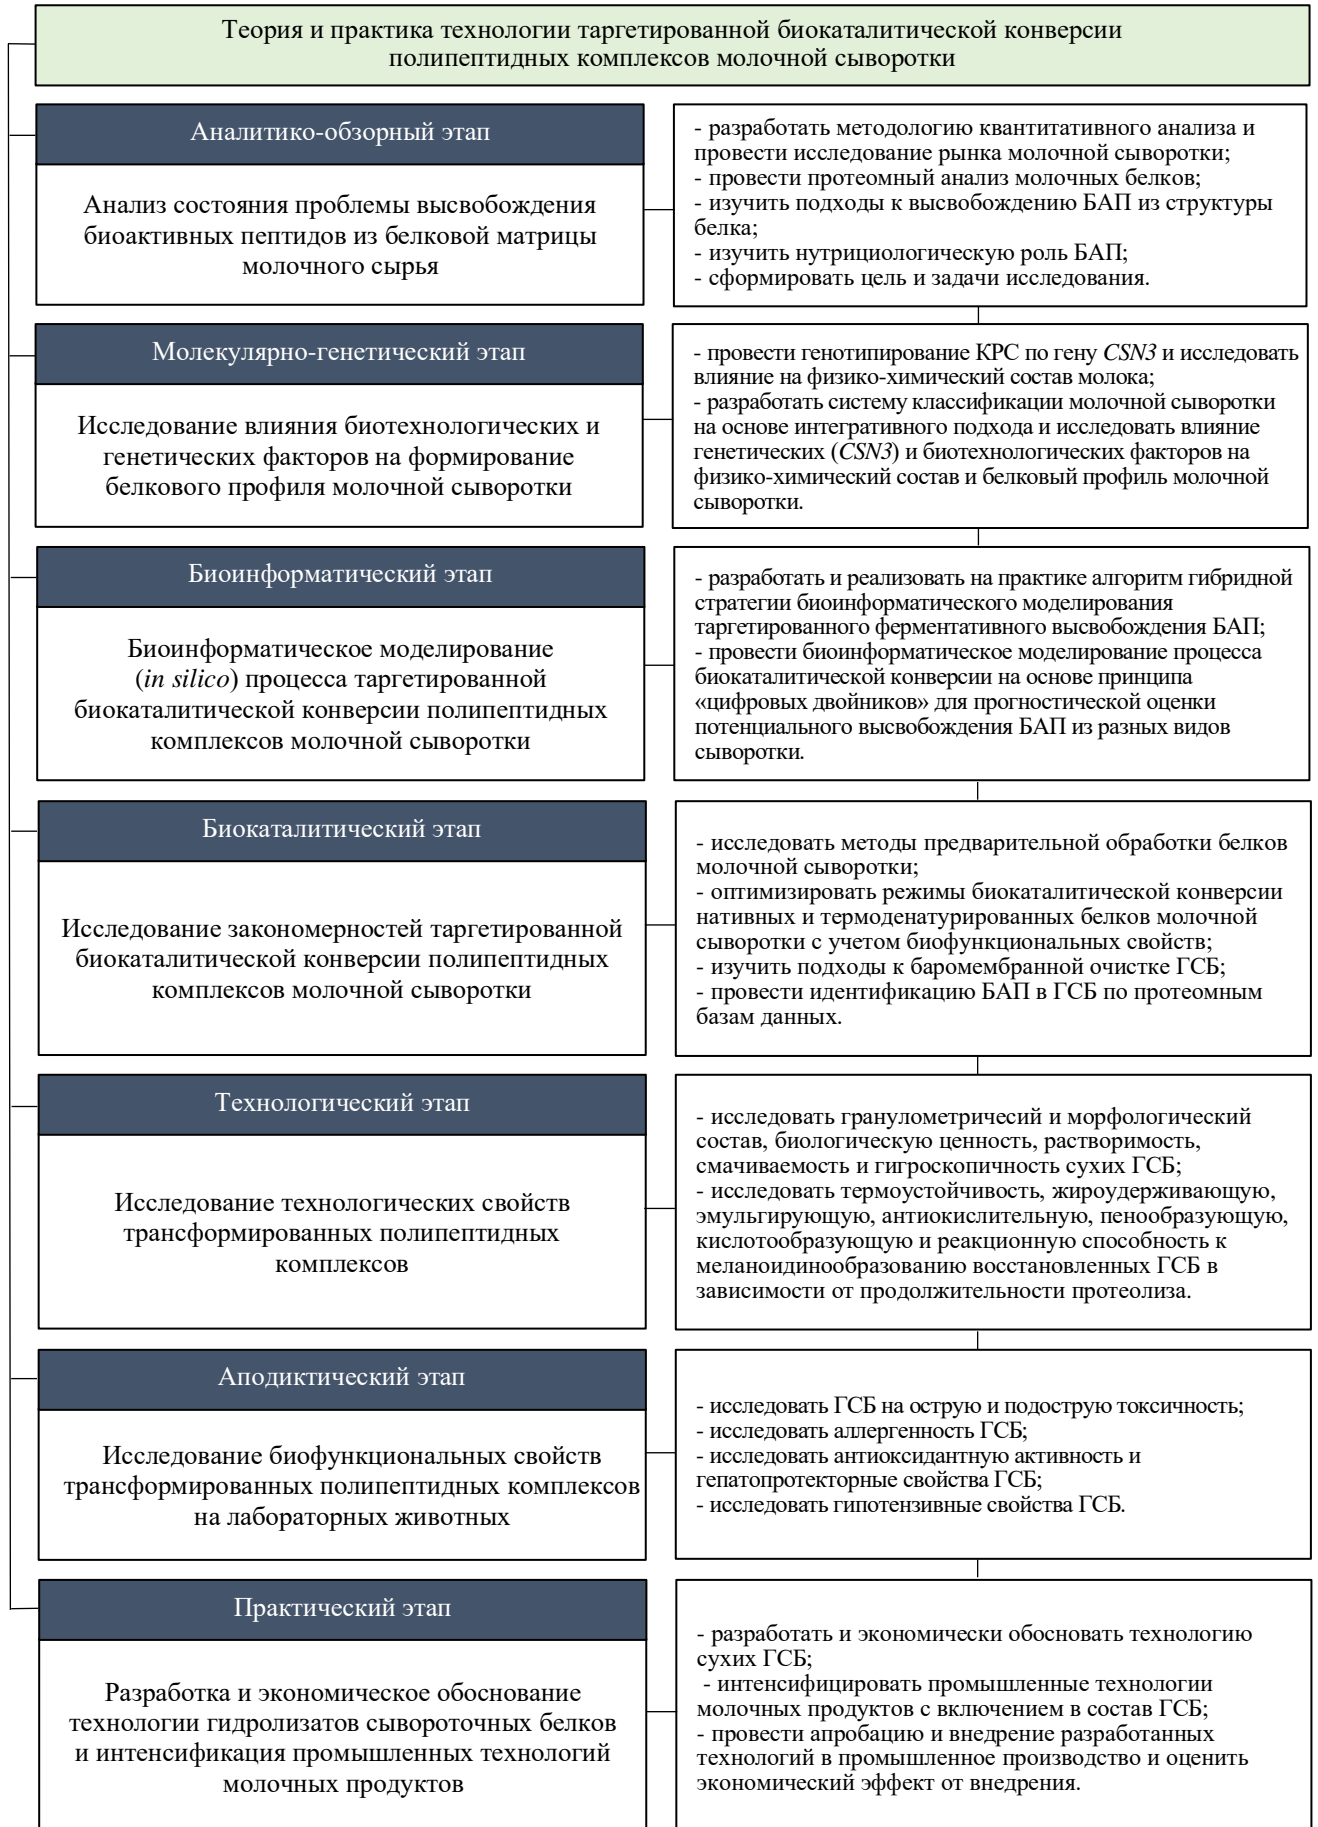 Теория и практика технологии таргетированной биокаталитической конверсии
полипептидных комплексов молочной сыворотки
Аналитико-обзорный этап
Анализ состояния проблемы высвобождения
биоактивных пептидов из белковой матрицы
молочного сырья
- разработать методологию квантитативного анализа и
провести исследование рынка молочной сыворотки;
- провести протеомный анализ молочных белков;
- изучить подходы к высвобождению БАП из структуры
белка;
- изучить нутрициологическую роль БАП;
- сформировать цель и задачи исследования.
Молекулярно-генетический этап
Исследование влияния биотехнологических и
генетических факторов на формирование
белкового профиля молочной сыворотки
- провести генотипирование КРС по гену CSN3 и исследовать
влияние на физико-химический состав молока;
- разработать систему классификации молочной сыворотки
на основе интегративного подхода и исследовать влияние
генетических (CSN3) и биотехнологических факторов на
физико-химический состав и белковый профиль молочной
сыворотки.
Биоинформатический этап
Биоинформатическое моделирование
(in silico) процесса таргетированной
биокаталитической конверсии полипептидных
комплексов молочной сыворотки
- разработать и реализовать на практике алгоритм гибридной
стратегии биоинформатического моделирования
таргетированного ферментативного высвобождения БАП;
- провести биоинформатическое моделирование процесса
биокаталитической конверсии на основе принципа
«цифровых двойников» для прогностической оценки
потенциального высвобождения БАП из разных видов
сыворотки.
Биокаталитический этап
Исследование закономерностей таргетированной
биокаталитической конверсии полипептидных
комплексов молочной сыворотки
- исследовать методы предварительной обработки белков
молочной сыворотки;
- оптимизировать режимы биокаталитической конверсии
нативных и термоденатурированных белков молочной
сыворотки с учетом биофункциональных свойств;
- изучить подходы к баромембранной очистке ГСБ;
- провести идентификацию БАП в ГСБ по протеомным
базам данных.
Технологический этап
Исследование технологических свойств
трансформированных полипептидных
комплексов
- исследовать гранулометричесий и морфологический
состав, биологическую ценность, растворимость,
смачиваемость и гигроскопичность сухих ГСБ;
- исследовать термоустойчивость, жироудерживающую,
эмульгирующую, антиокислительную, пенообразующую,
кислотообразующую и реакционную способность к
меланоидинообразованию восстановленных ГСБ в
зависимости от продолжительности протеолиза.
Аподиктический этап
Исследование биофункциональных свойств
трансформированных полипептидных комплексов
на лабораторных животных
- исследовать ГСБ на острую и подострую токсичность;
- исследовать аллергенность ГСБ;
- исследовать антиоксидантную активность и
гепатопротекторные свойства ГСБ;
- исследовать гипотензивные свойства ГСБ.
Практический этап
Разработка и экономическое обоснование
технологии гидролизатов сывороточных белков
и интенсификация промышленных технологий
молочных продуктов
- разработать и экономически обосновать технологию
сухих ГСБ;
- интенсифицировать промышленные технологии
молочных продуктов с включением в состав ГСБ;
- провести апробацию и внедрение разработанных
технологий в промышленное производство и оценить
экономический эффект от внедрения.